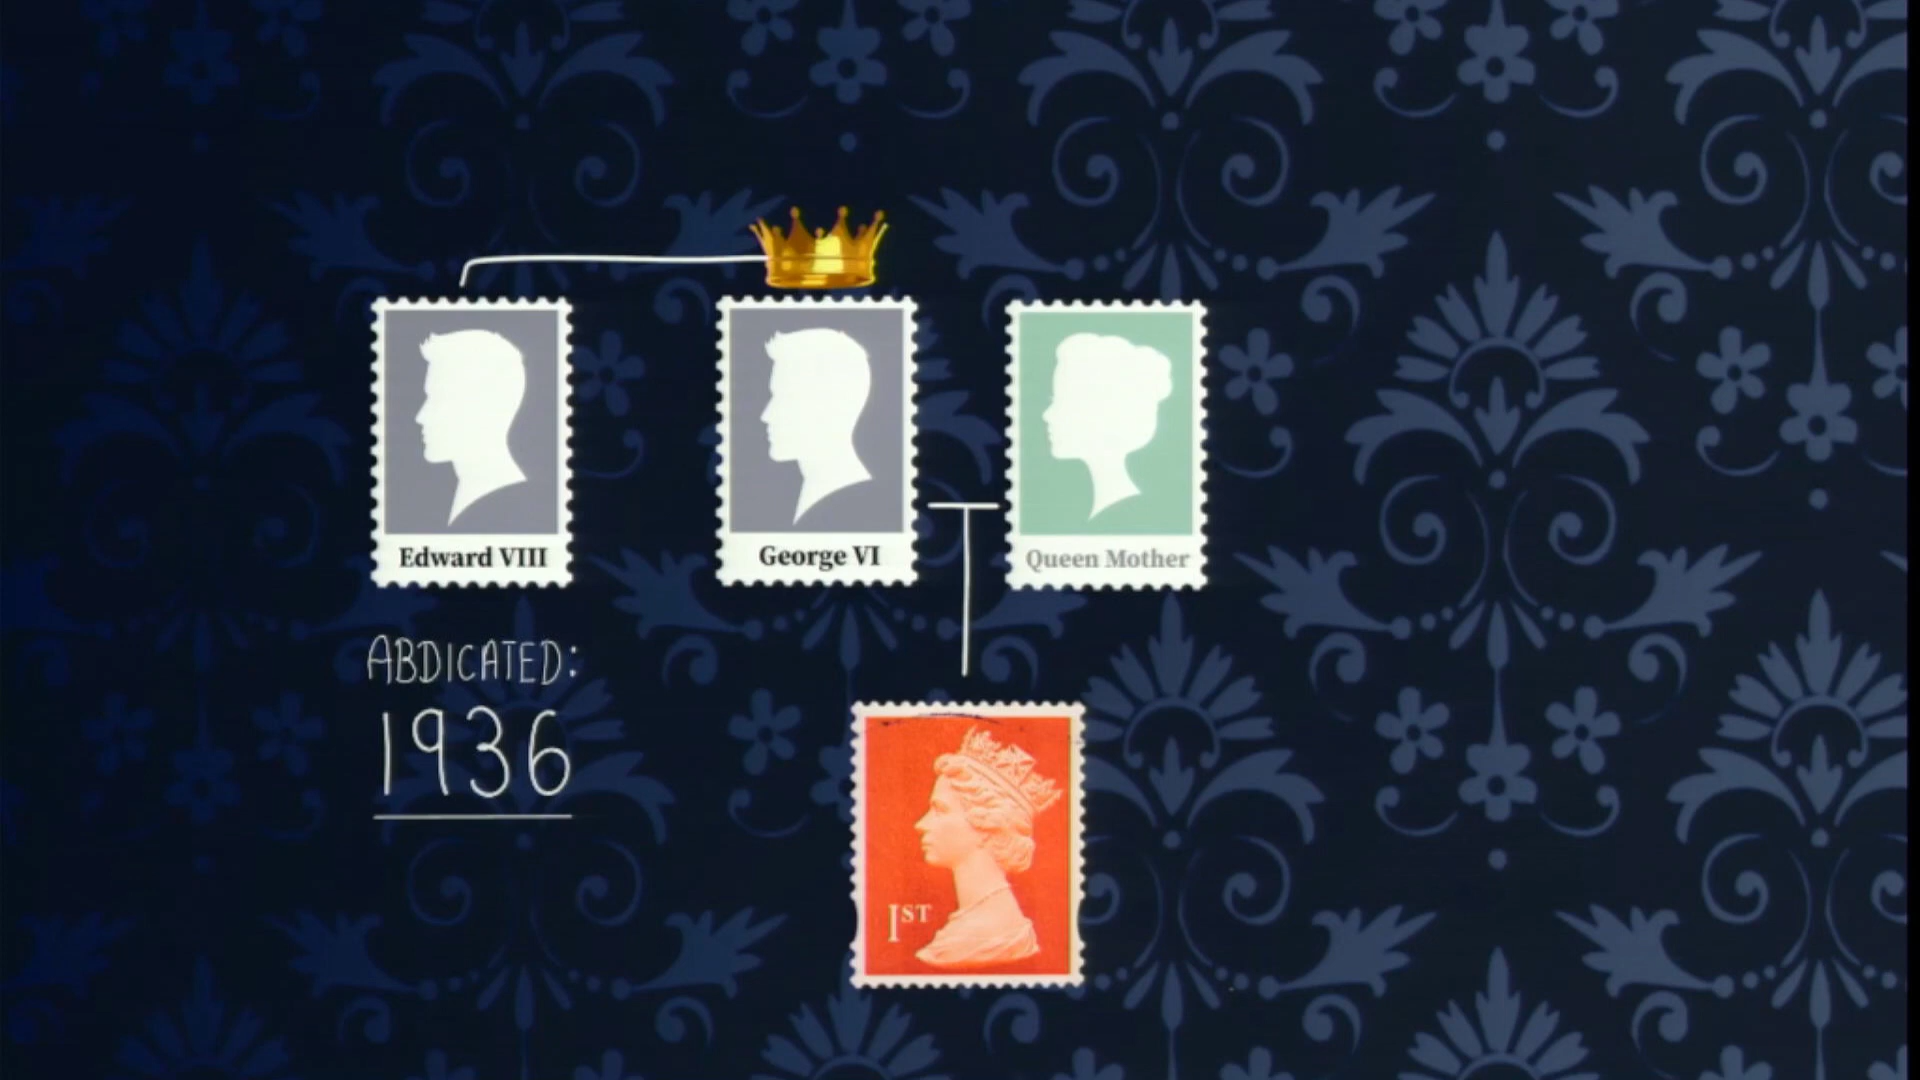 Edward VIII
George VI
Queen Mother
ABDICATED:
1936
1ST